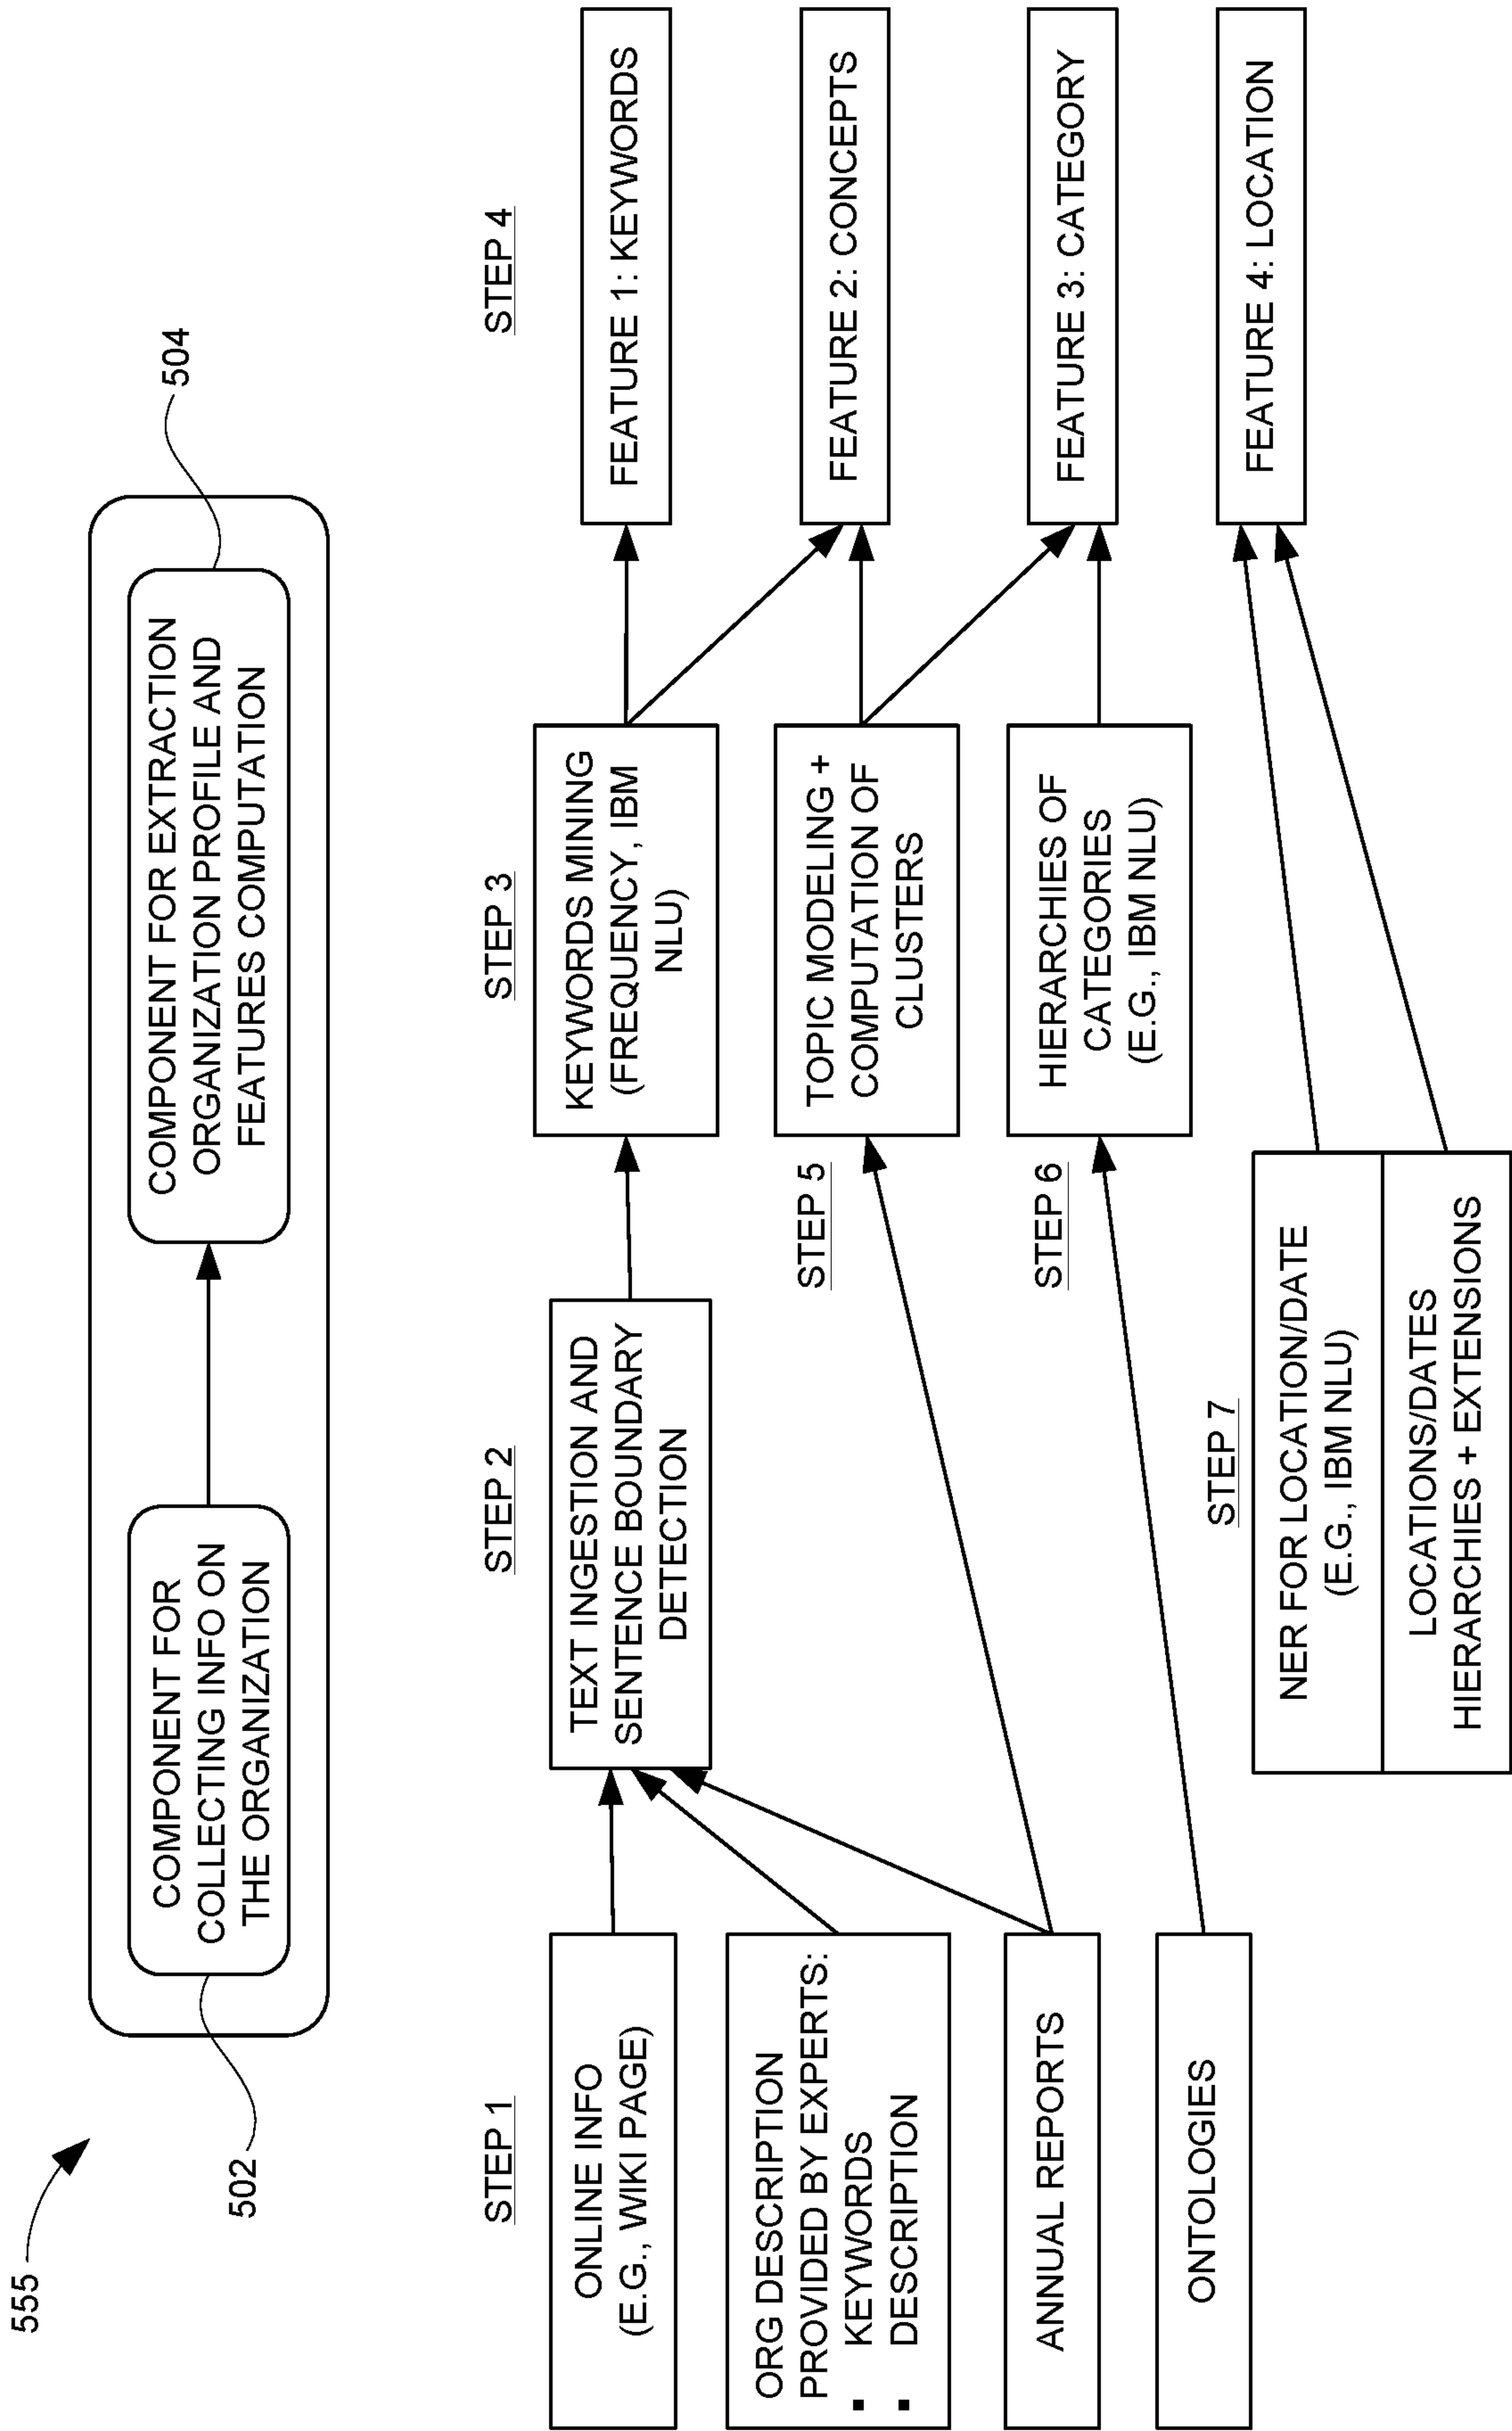 555
COMPONENT FOR
COLLECTING INFO ON
THE ORGANIZATION
502
COMPONENT FOR EXTRACTION
ORGANIZATION PROFILE AND
FEATURES COMPUTATION
504
STEP 1
ONLINE INFO
(E.G., WIKI PAGE)
ORG DESCRIPTION
PROVIDED BY EXPERTS:
▪ KEYWORDS
▪ DESCRIPTION
ANNUAL REPORTS
ONTOLOGIES
STEP 2
TEXT INGESTION AND
SENTENCE BOUNDARY
DETECTION
STEP 3
KEYWORDS MINING
(FREQUENCY, IBM
NLU)
STEP 5
TOPIC MODELING +
COMPUTATION OF
CLUSTERS
STEP 6
HIERARCHIES OF
CATEGORIES
(E.G., IBM NLU)
STEP 7
NER FOR LOCATION/DATE
(E.G., IBM NLU)
LOCATIONS/DATES
HIERARCHIES + EXTENSIONS
STEP 4
FEATURE 1: KEYWORDS
FEATURE 2: CONCEPTS
FEATURE 3: CATEGORY
FEATURE 4: LOCATION